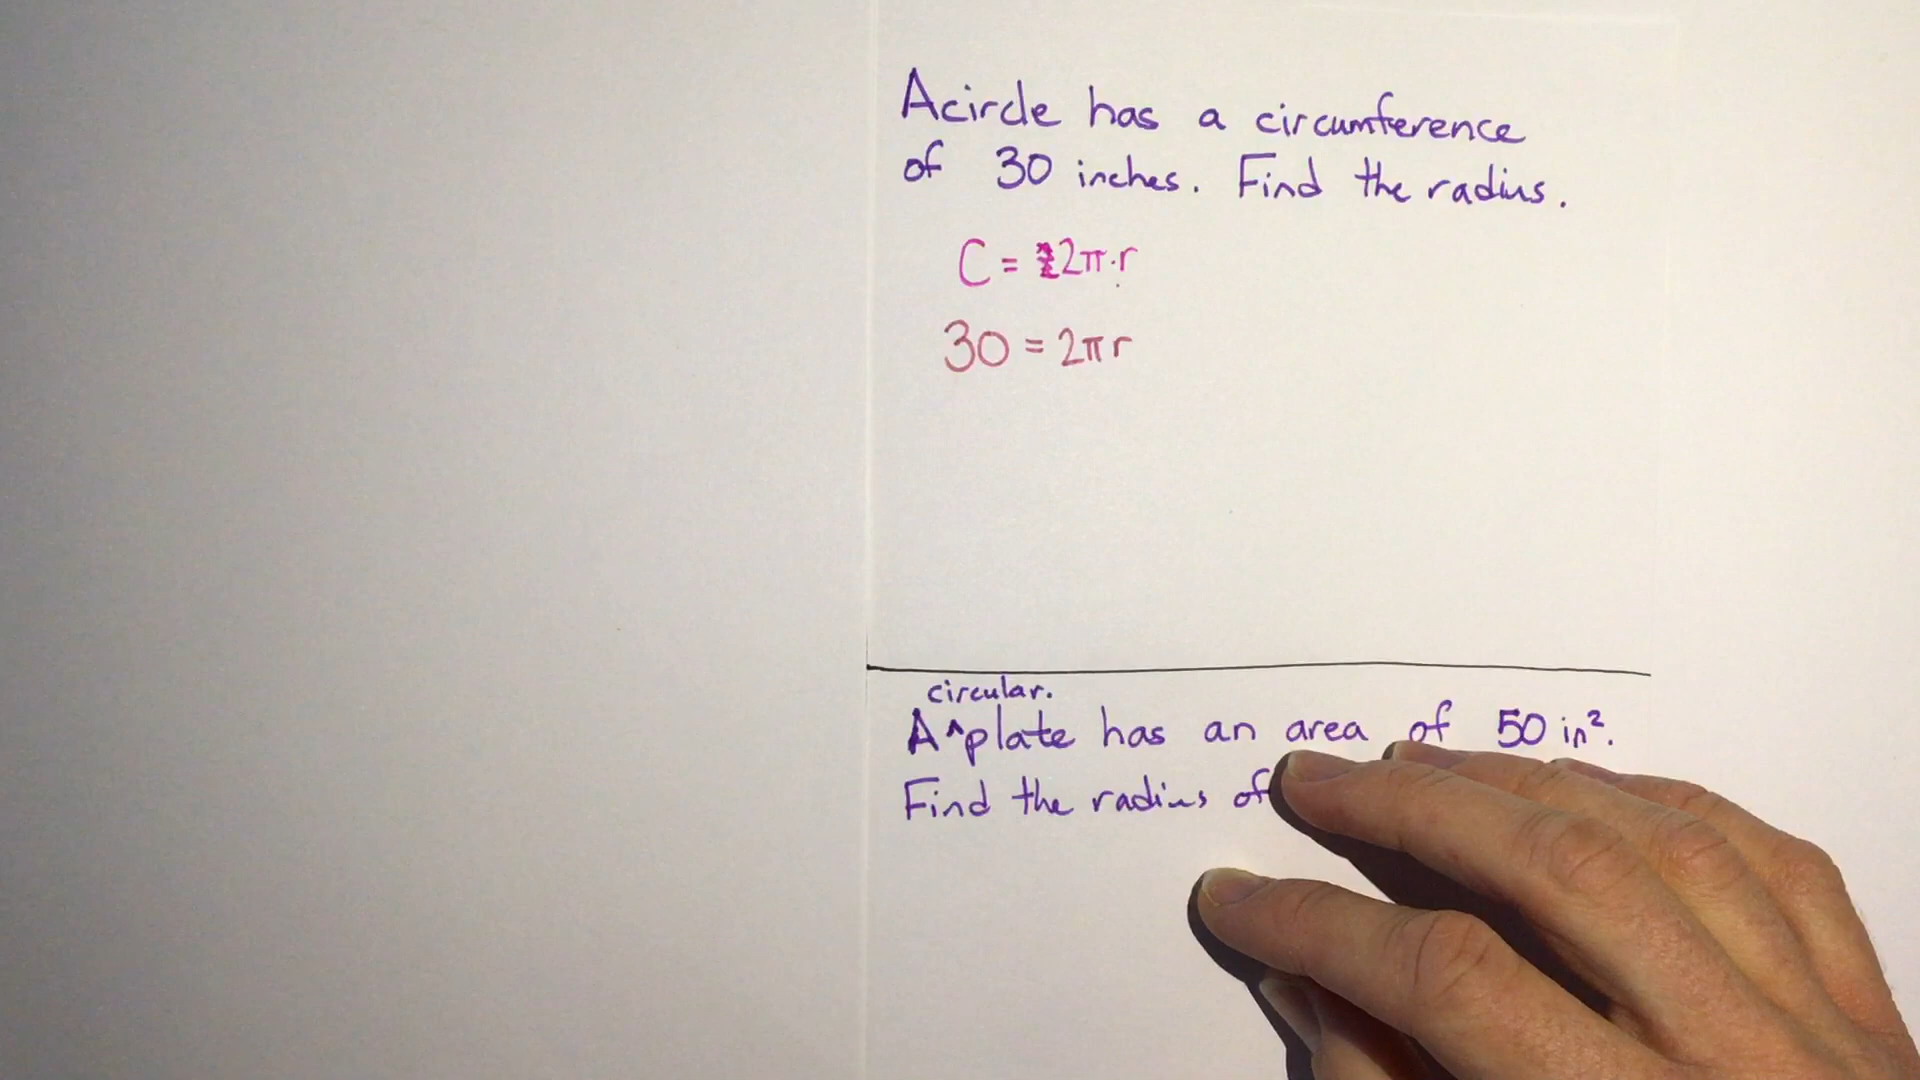 A circle has a circumference
of 30 inches. Find the radius.
C = 2π·r
30 = 2πr
circular.
A^plate has an area of 50 in².
Find the radius of